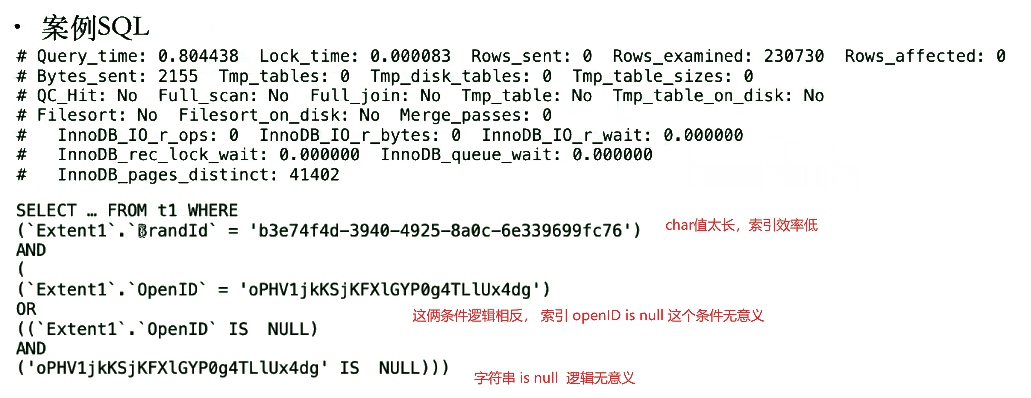 · 案例SQL
# Query_time: 0.804438 Lock_time: 0.000083 Rows_sent: 0 Rows_examined: 230730 Rows_affected: 0
# Bytes_sent: 2155 Tmp_tables: 0 Tmp_disk_tables: 0 Tmp_table_sizes: 0
# QC_Hit: No Full_scan: No Full_join: No Tmp_table: No Tmp_table_on_disk: No
# Filesort: No Filesort_on_disk: No Merge_passes: 0
# InnoDB_IO_r_ops: 0 InnoDB_IO_r_bytes: 0 InnoDB_IO_r_wait: 0.000000
# InnoDB_rec_lock_wait: 0.000000 InnoDB_queue_wait: 0.000000
# InnoDB_pages_distinct: 41402
SELECT … FROM t1 WHERE
(`Extent1`.`BrandId` = 'b3e74f4d-3940-4925-8a0c-6e339699fc76') char值太长，索引效率低
AND
(
(`Extent1`.`OpenID` = 'oPHV1jkKSjKFXlGYP0g4TLlUx4dg')
OR 这俩条件逻辑相反， 索引 openID is null 这个条件无意义
((`Extent1`.`OpenID` IS NULL)
AND
('oPHV1jkKSjKFXlGYP0g4TLlUx4dg' IS NULL))) 字符串 is null 逻辑无意义